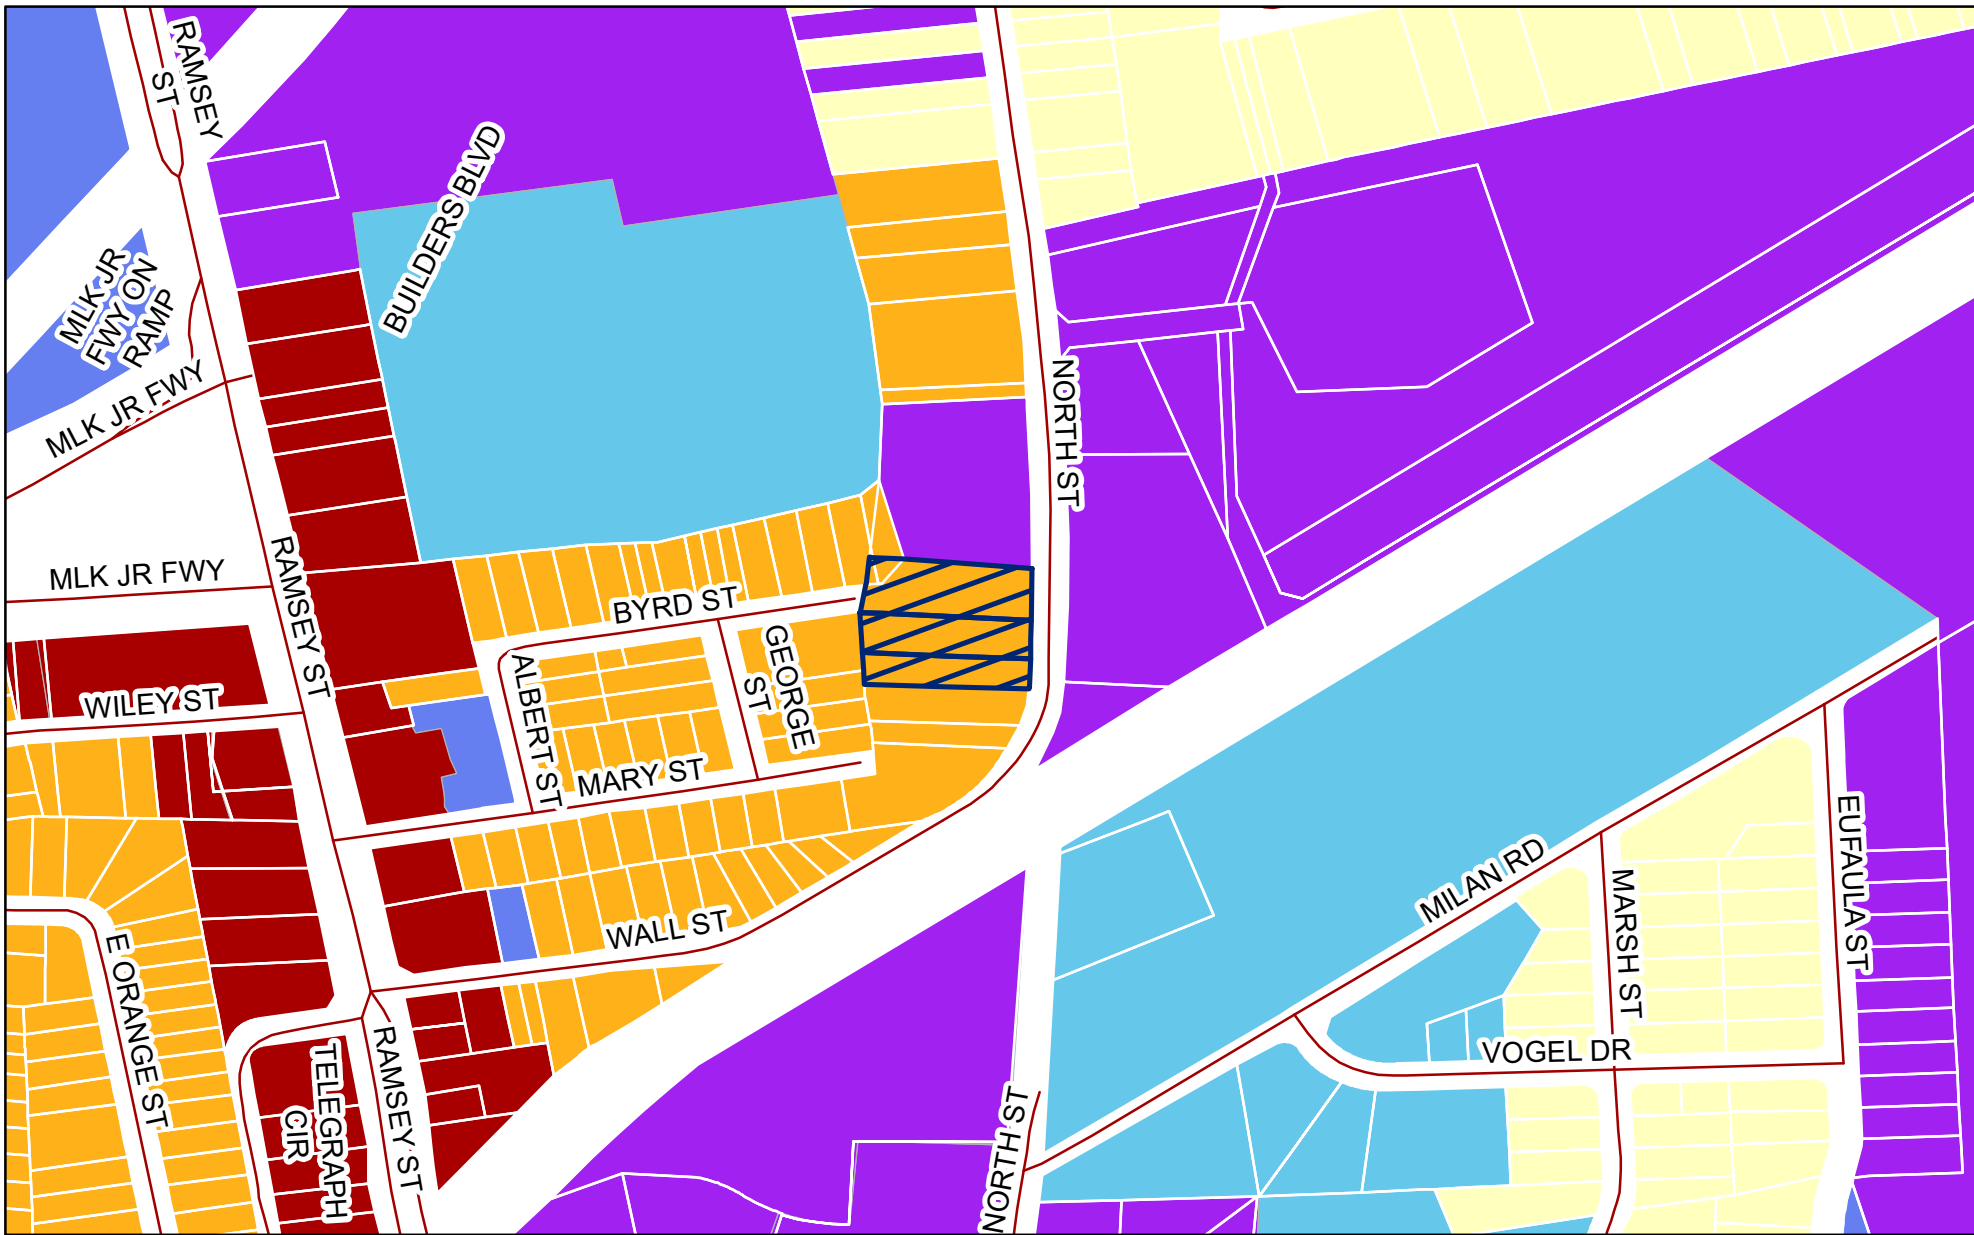 RAMSEY
ST
BUILDERS BLVD
MLK JR
FWY ON
RAMP
MLK JR FWY
NORTH ST
MLK JR FWY
RAMSEY ST
BYRD ST
GEORGE
ST
WILEY ST
ALBERT ST
MARY ST
WALL ST
MILAN RD
MARSH ST
EUFAULA ST
E ORANGE ST
VOGEL DR
RAMSEY ST
TELEGRAPH
CIR
NORTH ST